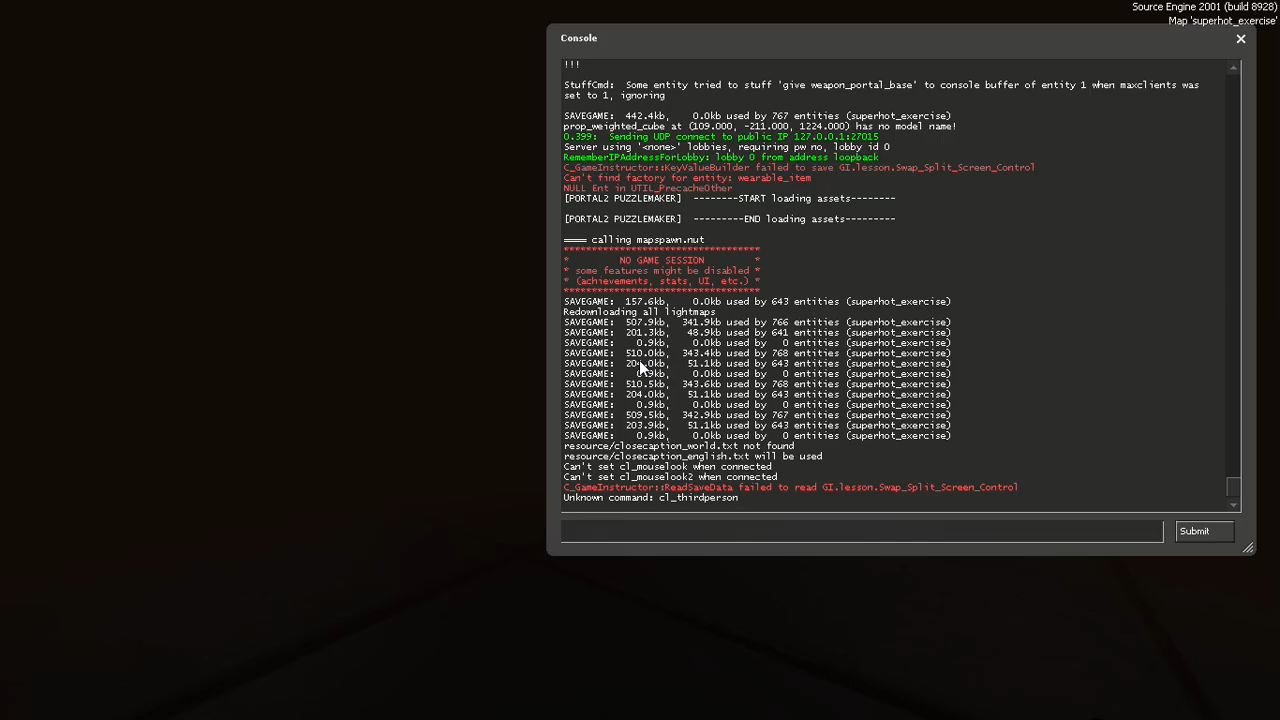 Source Engine 2001 (build 8928)
Map 'superhot_exercise'
Console
!!!
StuffCmd:  Some entity tried to stuff 'give weapon_portal_base' to console buffer of entity 1 when maxclients was
set to 1, ignoring
SAVEGAME:  442.4kb,    0.0kb used by 767 entities (superhot_exercise)
prop_weighted_cube at (109.000, -211.000, 1224.000) has no model name!
0.399:  Sending UDP connect to public IP 127.0.0.1:27015
Server using '<none>' lobbies, requiring pw no, lobby id 0
RememberIPAddressForLobby: lobby 0 from address loopback
C_GameInstructor::KeyValueBuilder failed to save GI.lesson.Swap_Split_Screen_Control
Can't find factory for entity: wearable_item
NULL Ent in UTIL_PrecacheOther
[PORTAL2 PUZZLEMAKER]  --------START loading assets--------
[PORTAL2 PUZZLEMAKER]  ---------END loading assets---------
==== calling mapspawn.nut
***********************************
*        NO GAME SESSION          *
* some features might be disabled *
* (achievements, stats, UI, etc.) *
***********************************
SAVEGAME:  157.6kb,    0.0kb used by 643 entities (superhot_exercise)
Redownloading all lightmaps
SAVEGAME:  507.9kb,  341.9kb used by 766 entities (superhot_exercise)
SAVEGAME:  201.3kb,   48.9kb used by 641 entities (superhot_exercise)
SAVEGAME:    0.9kb,    0.0kb used by   0 entities (superhot_exercise)
SAVEGAME:  510.0kb,  343.4kb used by 768 entities (superhot_exercise)
SAVEGAME:  51.1kb used by 643 entities (superhot_exercise)
SAVEGAME:  0.0kb used by   0 entities (superhot_exercise)
SAVEGAME:  510.5kb,  343.6kb used by 768 entities (superhot_exercise)
SAVEGAME:  204.0kb,   51.1kb used by 643 entities (superhot_exercise)
SAVEGAME:    0.9kb,    0.0kb used by   0 entities (superhot_exercise)
SAVEGAME:  509.5kb,  342.9kb used by 767 entities (superhot_exercise)
SAVEGAME:  203.9kb,   51.1kb used by 643 entities (superhot_exercise)
SAVEGAME:    0.9kb,    0.0kb used by   0 entities (superhot_exercise)
resource/closecaption_world.txt not found
resource/closecaption_english.txt will be used
Can't set cl_mouselook when connected
Can't set cl_mouselook2 when connected
C_GameInstructor::ReadSaveData failed to read GI.lesson.Swap_Split_Screen_Control
Unknown command: cl_thirdperson
Submit